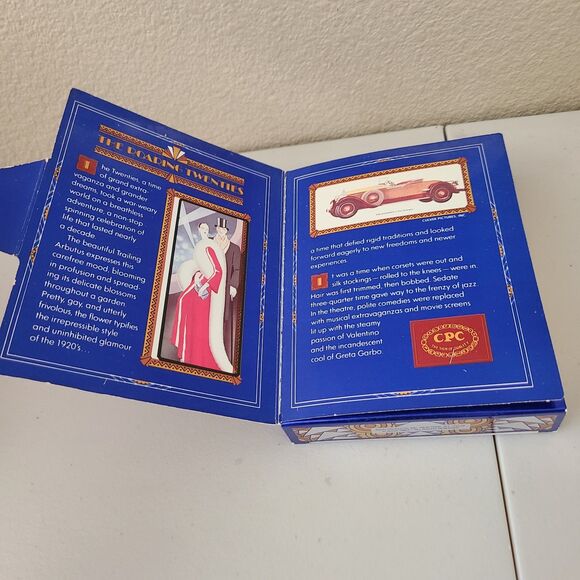 THE ROARING TWENTIES
The Twenties, a time
of grand extra-
vaganza and grander
dreams, took a war-weary
world on a breathless
adventure, a non-stop
spinning celebration of
life that lasted nearly
a decade.
The beautiful trailing
Arbutus expresses this
carefree mood, blooming
in profusion and spread-
ing its delicate blossoms
throughout a garden.
Pretty, gay, and utterly
frivolous, the flower typifies
the irrepressible style
and uninhibited glamour
of the 1920's...
CULVER PICTURES, INC.
a time that defied rigid traditions and looked
forward eagerly to new freedoms and newer
experiences.
It was a time when corsets were out and
silk stockings – rolled to the knees – were in.
Hair was first trimmed, then bobbed. Sedate
three-quarter time gave way to the frenzy of jazz.
In the theatre, polite comedies were replaced
with musical extravaganzas and movie screens
lit up with the steamy
passion of Valentino
and the incandescent
cool of Greta Garbo.
CPC